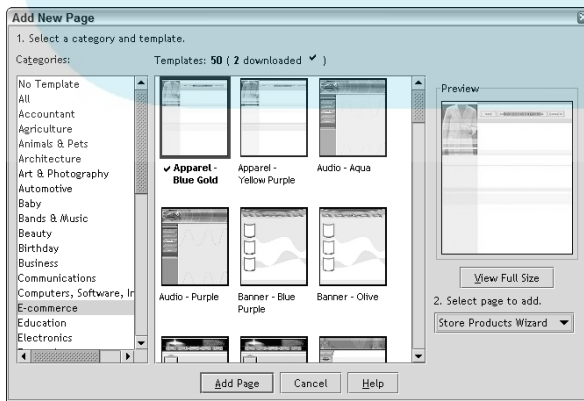 Add New Page
1. Select a category and template.
Categories:
Templates: 50 ( 2 downloaded ✔ )
No Template
All
Accountant
Agriculture
Animals & Pets
Architecture
Art & Photography
Automotive
Baby
Bands & Music
Beauty
Birthday
Business
Communications
Computers, Software, In
E-commerce
Education
Electronics
✔ Apparel -
Blue Gold
Apparel -
Yellow Purple
Audio - Aqua
Audio - Purple
Banner - Blue
Purple
Banner - Olive
Preview
View Full Size
2. Select page to add.
Store Products Wizard
Add Page
Cancel
Help